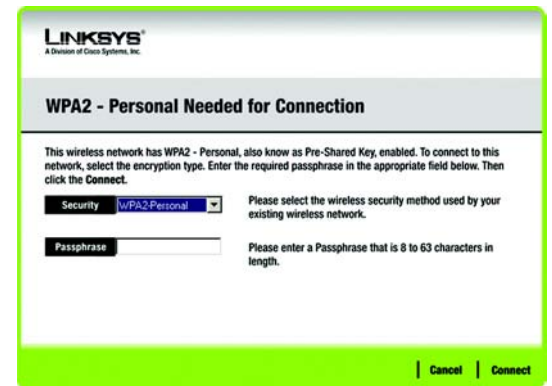 LINKSYS®
A Division of Cisco Systems, Inc.
WPA2 - Personal Needed for Connection
This wireless network has WPA2 - Personal, also know as Pre-Shared Key, enabled. To connect to this
network, select the encryption type. Enter the required passphrase in the appropriate field below. Then
click the Connect.
Security WPA2-Personal Please select the wireless security method used by your
existing wireless network.
Passphrase Please enter a Passphrase that is 8 to 63 characters in
length.
Cancel Connect